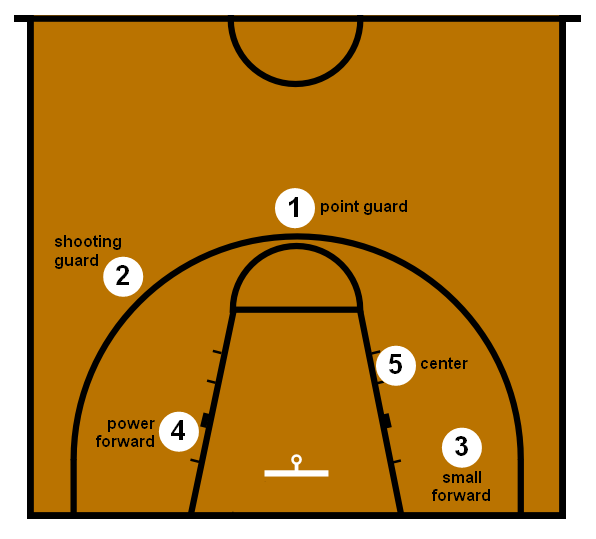 1 point guard
shooting
guard 2
5 center
power
forward 4
3
small
forward